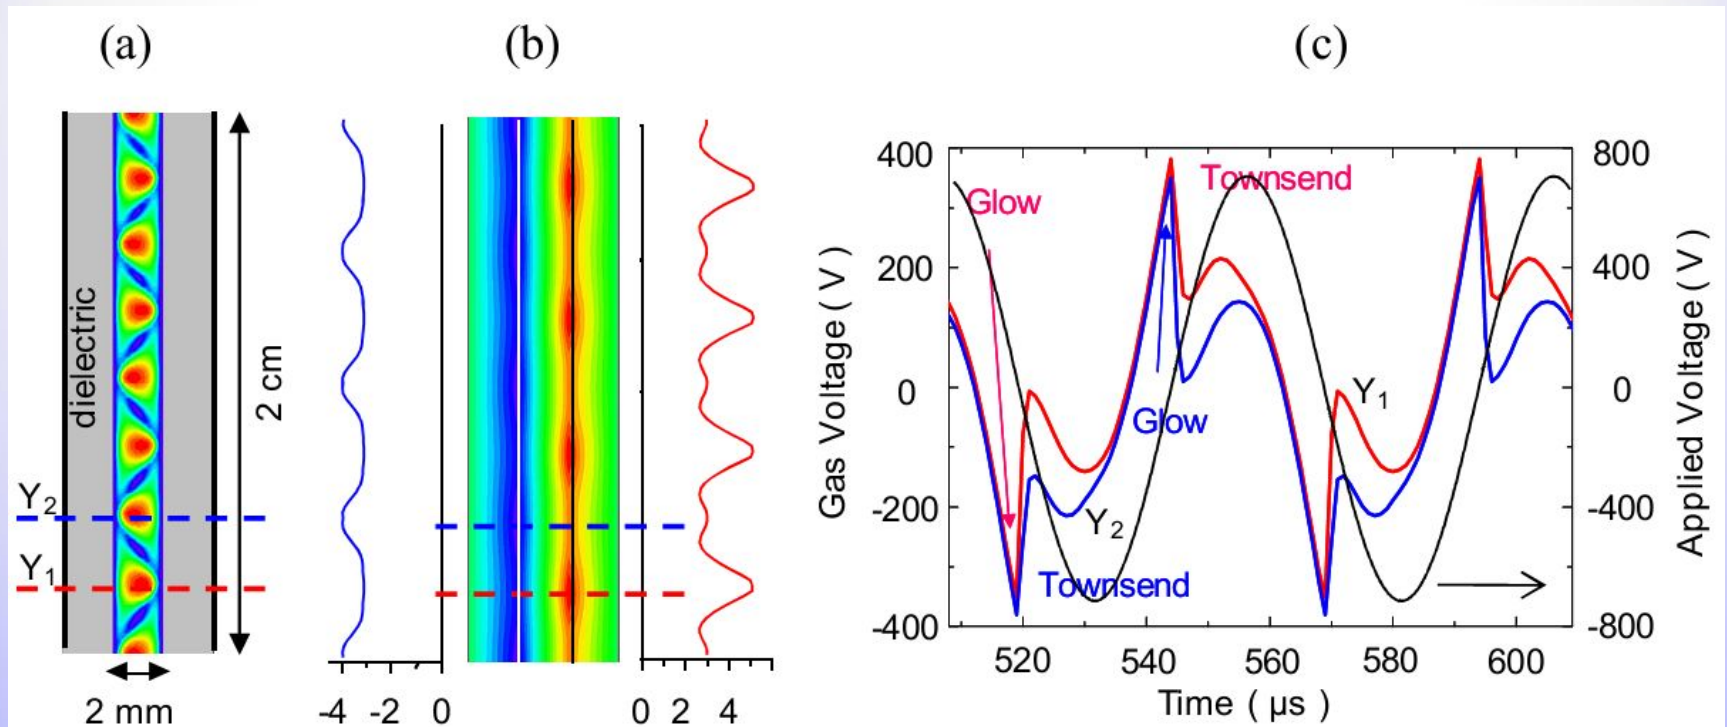 (a)
(b)
(c)
dielectric
2 cm
Y2
Y1
2 mm
-4 -2 0
0 2 4
Gas Voltage ( V )
400
200
0
-200
-400
Glow
Townsend
Glow
Townsend
Y1
Y2
800
400
0
-400
-800
Applied Voltage ( V )
520 540 560 580 600
Time ( µs )